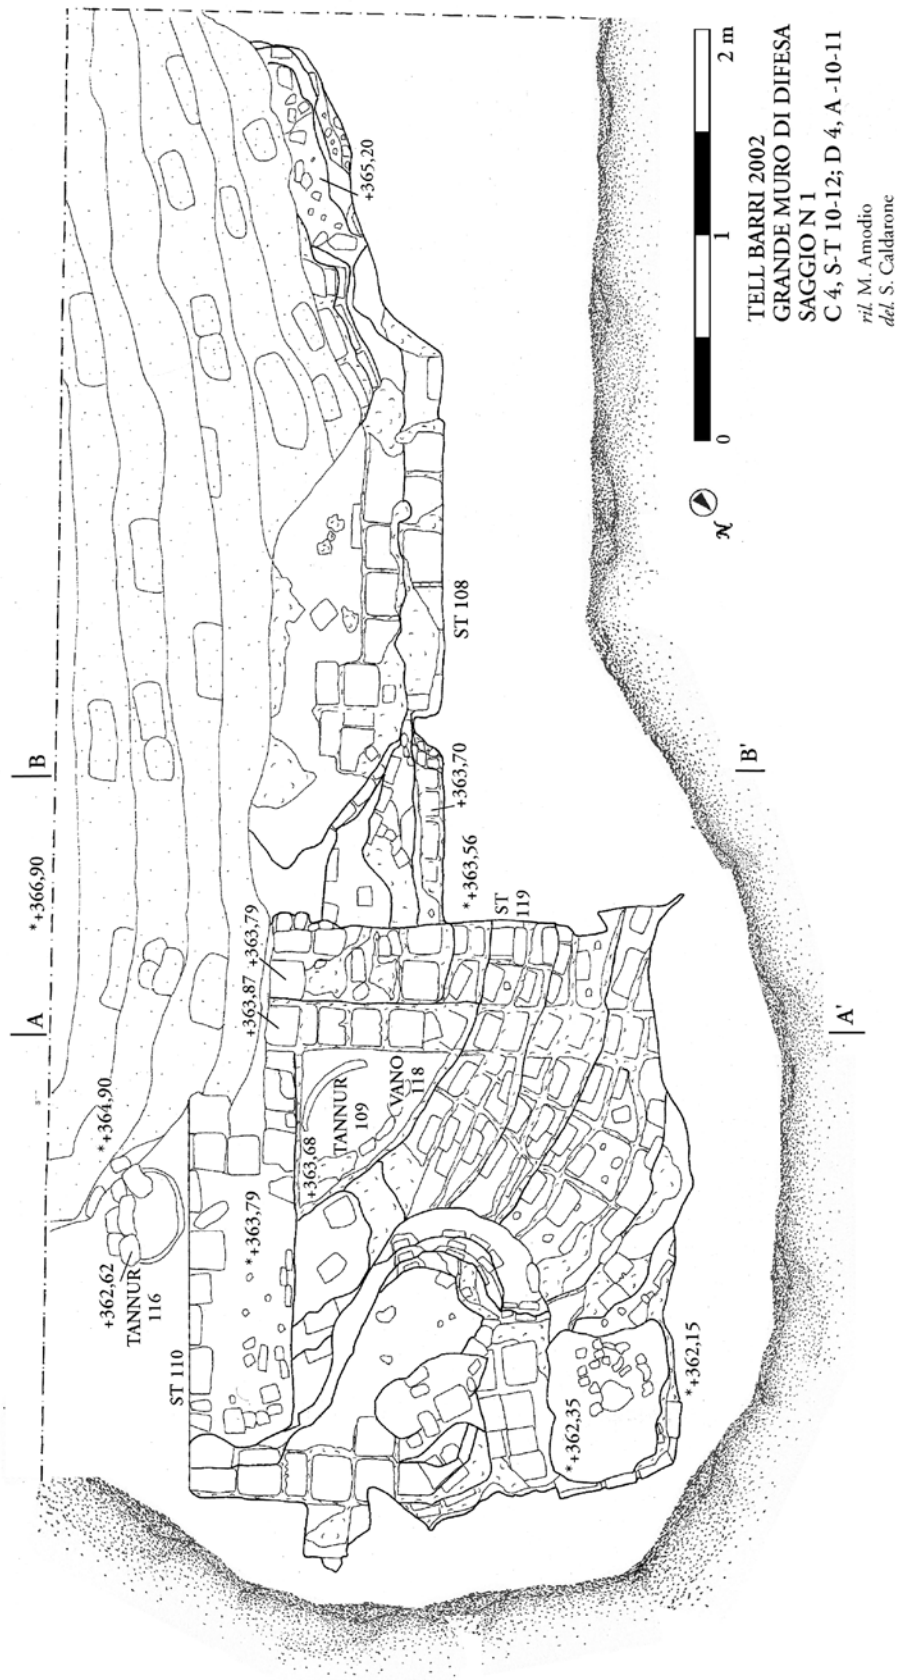 TELL BARRI 2002
GRANDE MURO DI DIFESA
SAGGIO N 1
C 4, S-T 10-12; D 4, A -10-11
ril. M. Amodio
del. S. Caldarone
0
1
2 m
N
A
B
*+366,90
*+364,90
+362,62
TANNUR
116
ST 110
*+363,79
+363,87
+363,79
+363,68
TANNUR
109
VANO
118
+365,20
ST 108
+363,70
*+363,56
ST
119
*+362,35
*+362,15
A'
B'